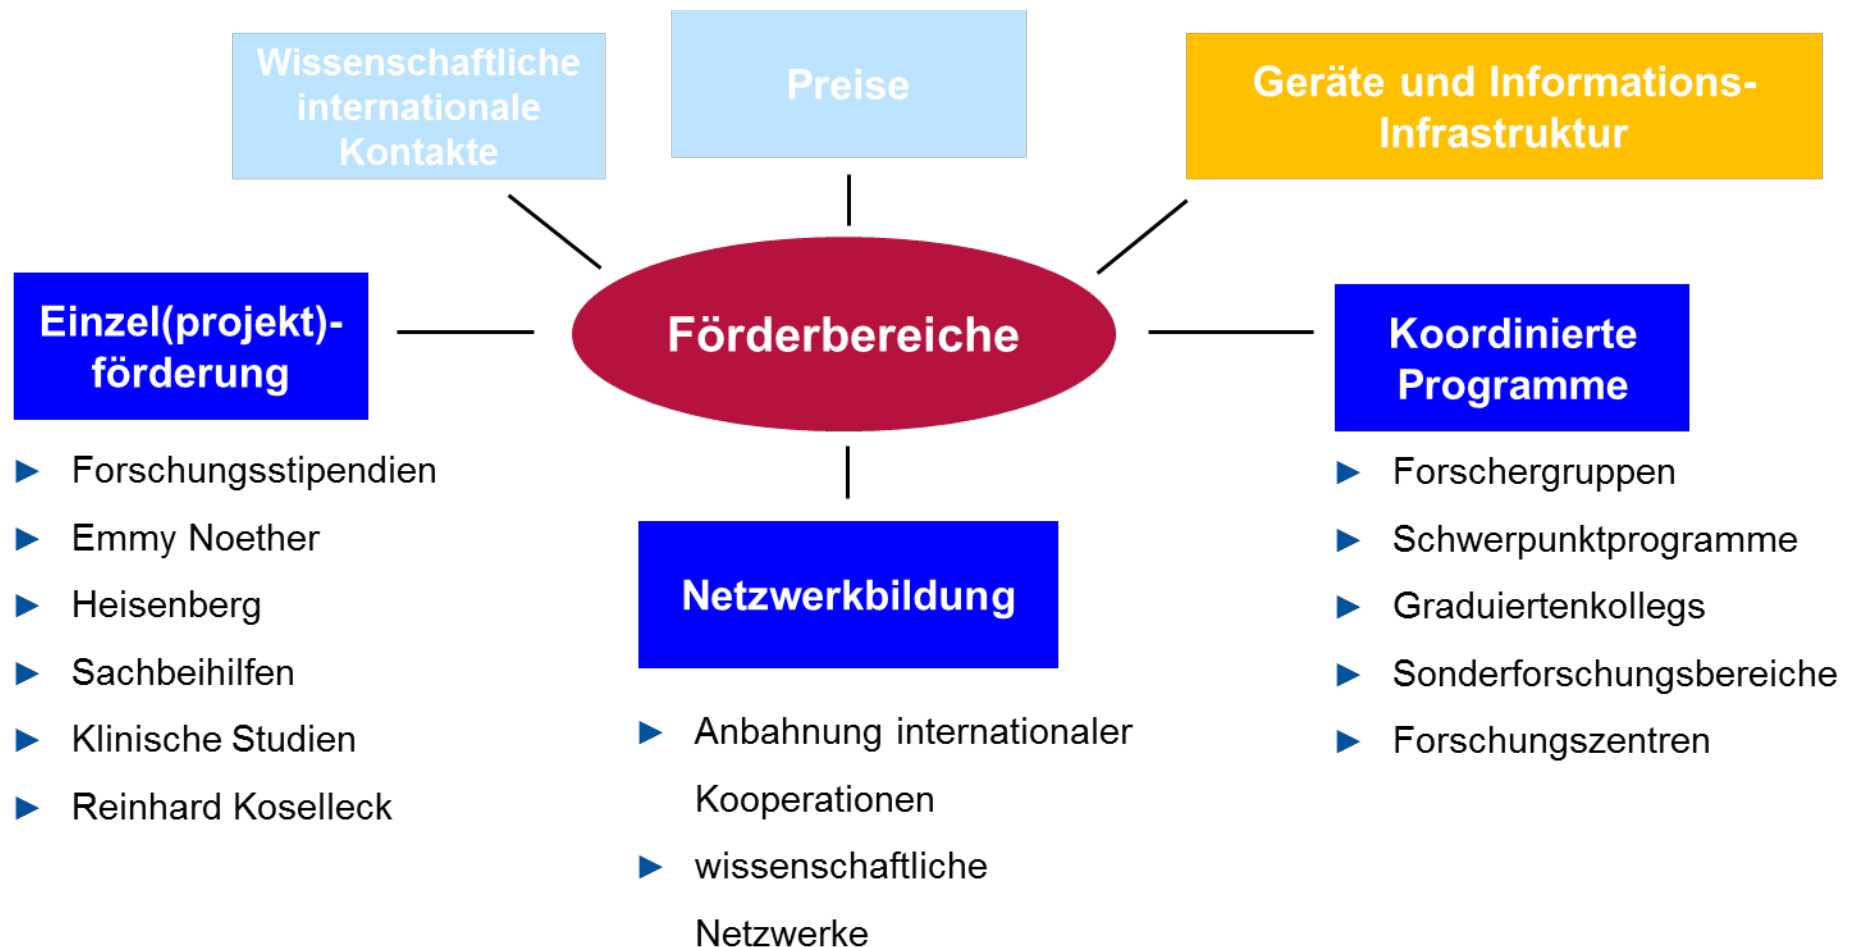 Wissenschaftliche
internationale
Kontakte
Preise
Geräte und Informations-
Infrastruktur
Förderbereiche
Einzel(projekt)-
förderung
► Forschungsstipendien
► Emmy Noether
► Heisenberg
► Sachbeihilfen
► Klinische Studien
► Reinhard Koselleck
Netzwerkbildung
► Anbahnung internationaler
Kooperationen
► wissenschaftliche
Netzwerke
Koordinierte
Programme
► Forschergruppen
► Schwerpunktprogramme
► Graduiertenkollegs
► Sonderforschungsbereiche
► Forschungszentren